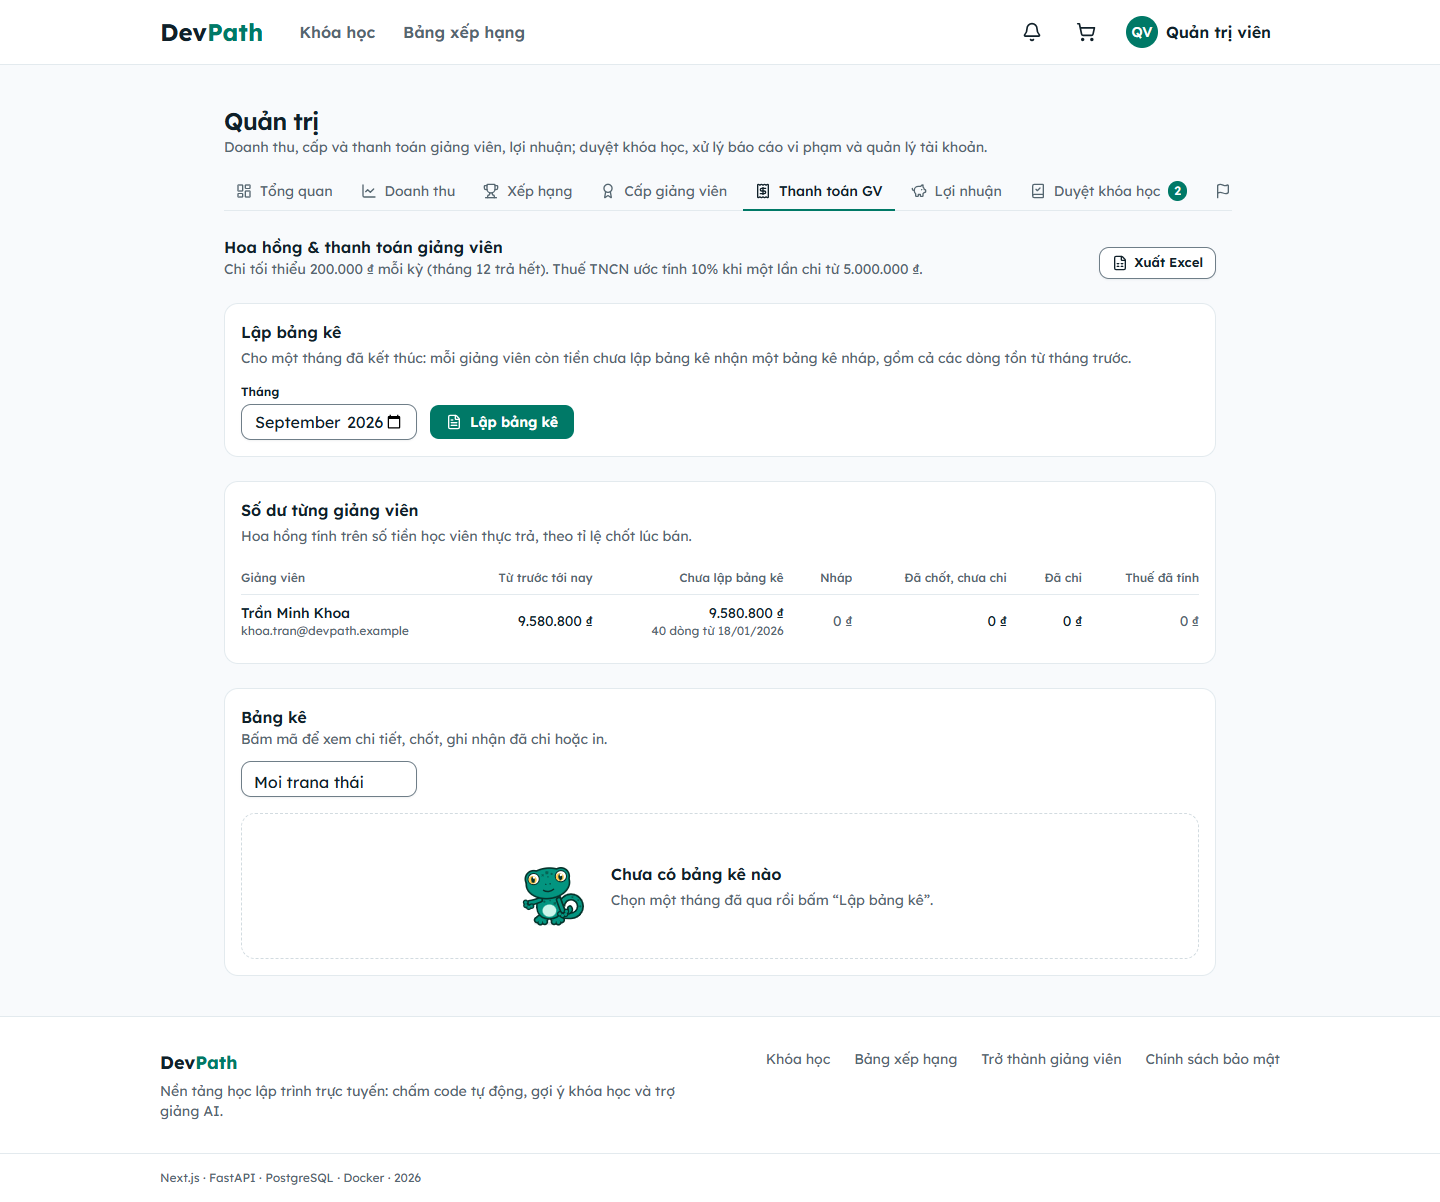 DevPath
Khóa học
Bảng xếp hạng
QV
Quản trị viên
Quản trị
Doanh thu, cấp và thanh toán giảng viên, lợi nhuận; duyệt khóa học, xử lý báo cáo vi phạm và quản lý tài khoản.
Tổng quan
Doanh thu
Xếp hạng
Cấp giảng viên
Thanh toán GV
Lợi nhuận
Duyệt khóa học 2
Hoa hồng & thanh toán giảng viên
Chi tối thiểu 200.000 ₫ mỗi kỳ (tháng 12 trả hết). Thuế TNCN ước tính 10% khi một lần chi từ 5.000.000 ₫.
Xuất Excel
Lập bảng kê
Cho một tháng đã kết thúc: mỗi giảng viên còn tiền chưa lập bảng kê nhận một bảng kê nháp, gồm cả các dòng tồn từ tháng trước.
Tháng
September 2026
Lập bảng kê
Số dư từng giảng viên
Hoa hồng tính trên số tiền học viên thực trả, theo tỉ lệ chốt lúc bán.
Giảng viên Từ trước tới nay Chưa lập bảng kê Nháp Đã chốt, chưa chi Đã chi Thuế đã tính
Trần Minh Khoa 9.580.800 ₫ 9.580.800 ₫ 0 ₫ 0 ₫ 0 ₫ 0 ₫
khoa.tran@devpath.example 40 dòng từ 18/01/2026
Bảng kê
Bấm mã để xem chi tiết, chốt, ghi nhận đã chi hoặc in.
Mọi trạng thái
Chưa có bảng kê nào
Chọn một tháng đã qua rồi bấm “Lập bảng kê”.
DevPath
Nền tảng học lập trình trực tuyến: chấm code tự động, gợi ý khóa học và trợ
giảng AI.
Khóa học
Bảng xếp hạng
Trở thành giảng viên
Chính sách bảo mật
Next.js · FastAPI · PostgreSQL · Docker · 2026